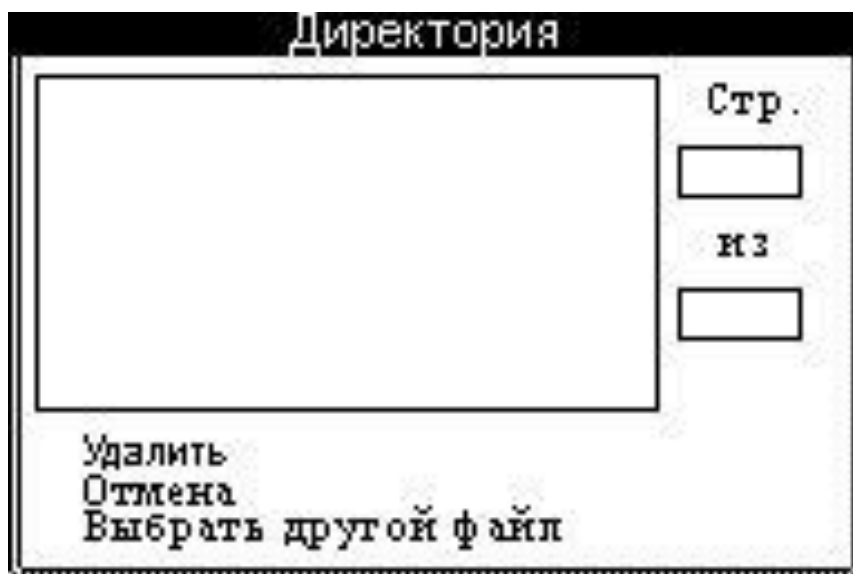 Директория
Стр.
из
Удалить
Отмена
Выбрать другой файл